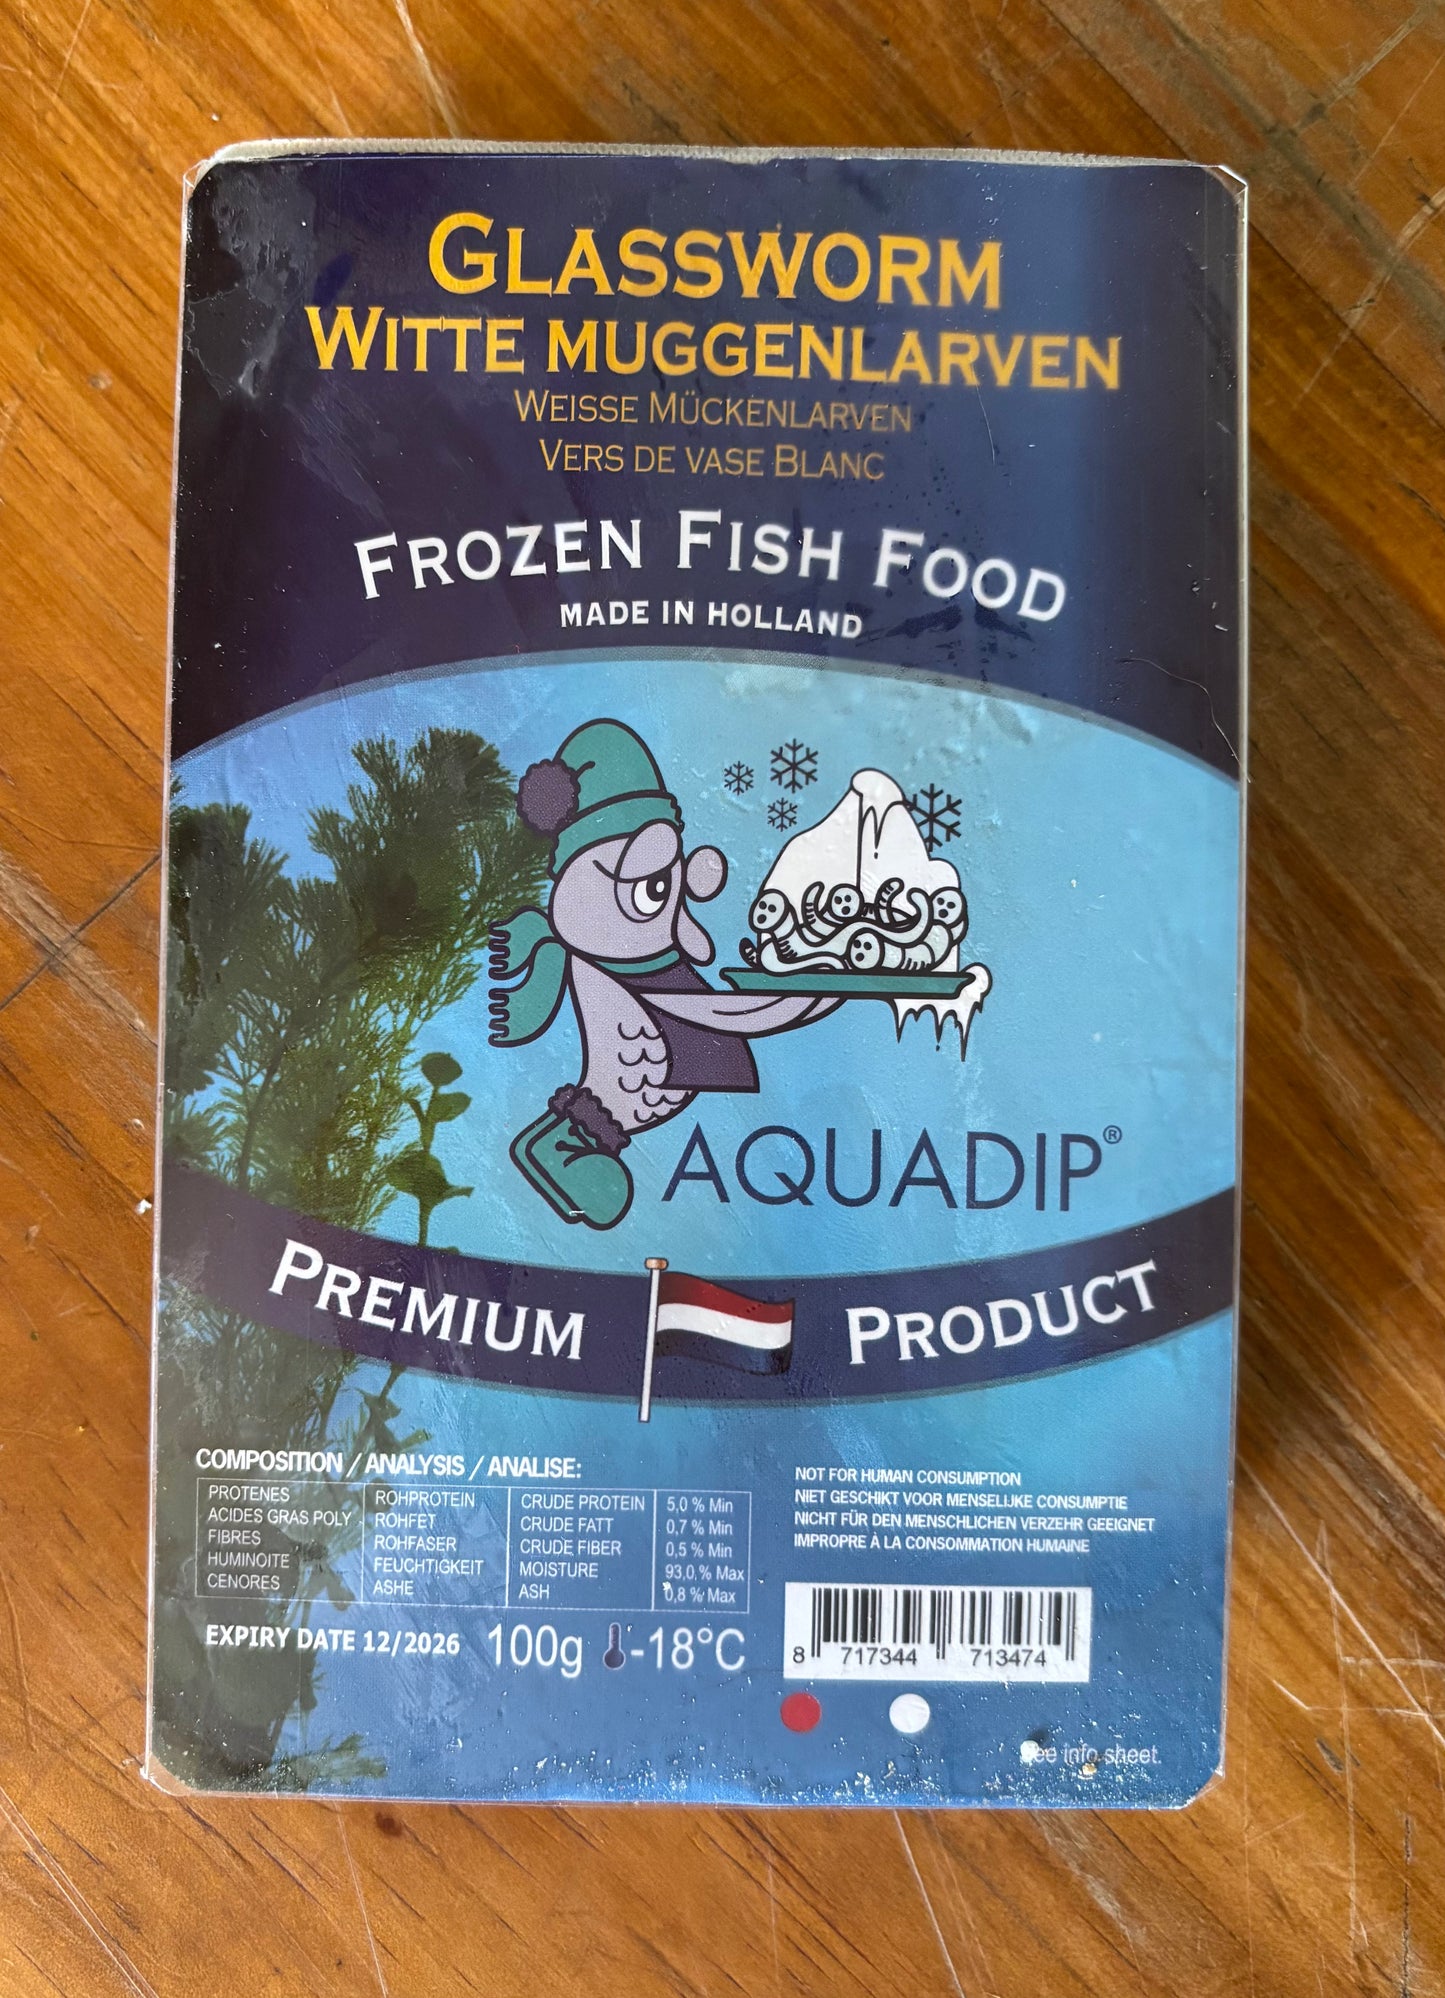 GLASSWORM
WITTE MUGGENLARVEN
WEISSE MÜCKENLARVEN
VERS DE VASE BLANC
FROZEN FISH FOOD
MADE IN HOLLAND
AQUADIP®
PREMIUM PRODUCT
COMPOSITION / ANALYSIS / ANALISE:
PROTENES ROHPROTEIN CRUDE PROTEIN 5,0 % Min
ACIDES GRAS POLY ROHFET CRUDE FATT 0,7 % Min
FIBRES ROHFASER CRUDE FIBER 0,5 % Min
HUMINOITE FEUCHTIGKEIT MOISTURE 93,0,% Max
CENORES ASHE ASH 0,8 % Max
EXPIRY DATE 12/2026 100g -18°C
NOT FOR HUMAN CONSUMPTION
NIET GESCHIKT VOOR MENSELIJKE CONSUMPTIE
NICHT FÜR DEN MENSCHLICHEN VERZEHR GEEIGNET
IMPROPRE À LA CONSOMMATION HUMAINE
8 717344 713474
See info sheet.